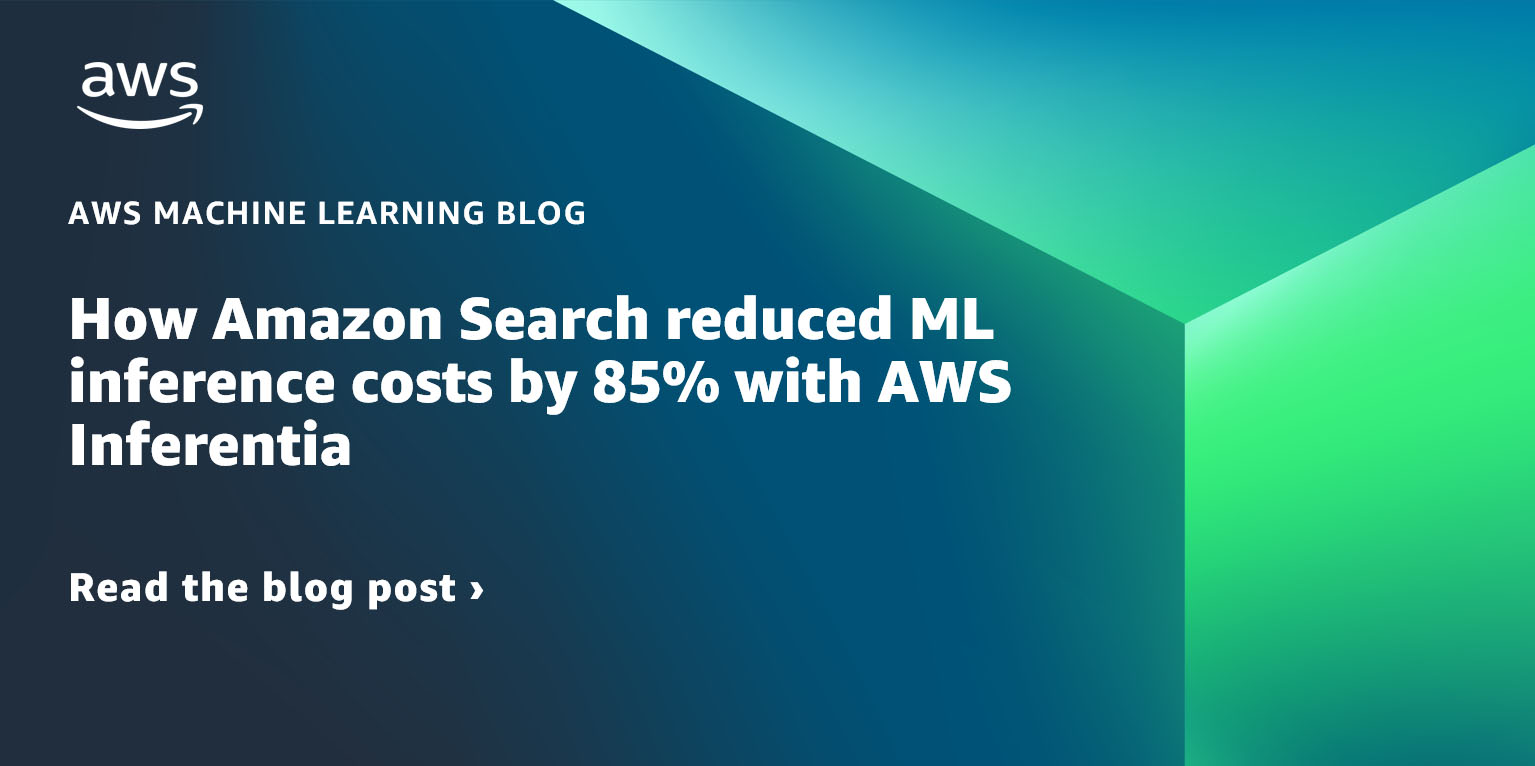 aws
AWS MACHINE LEARNING BLOG
How Amazon Search reduced ML
inference costs by 85% with AWS
Inferentia
Read the blog post ›